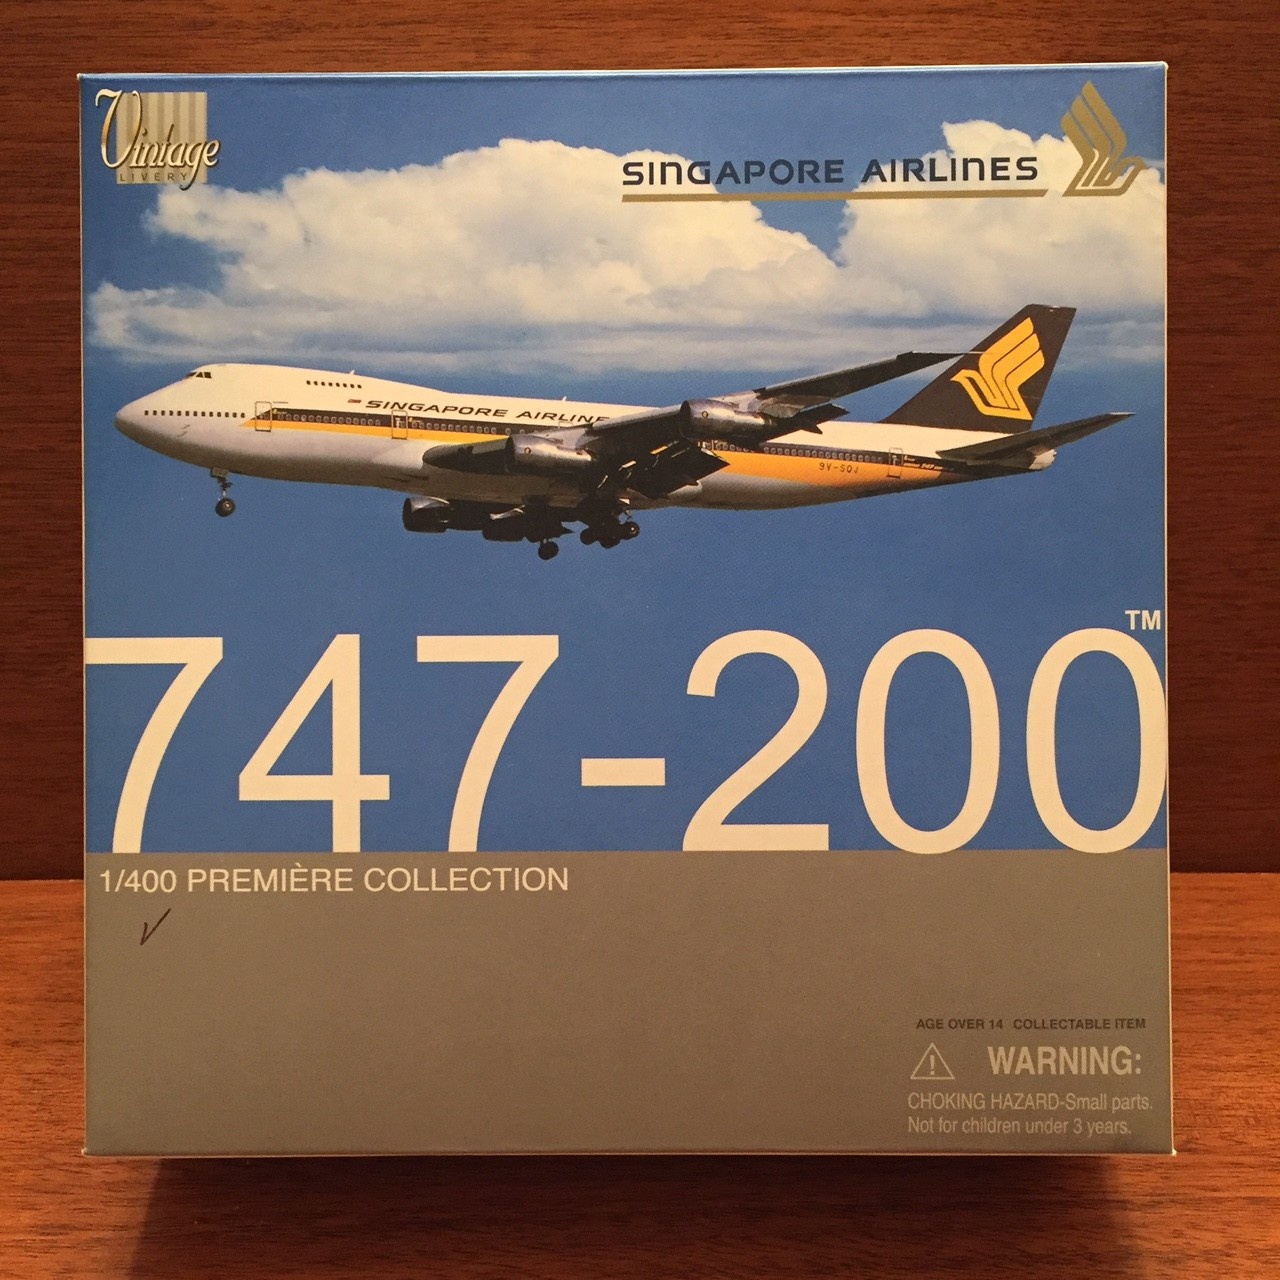 Vintage
LIVERY
SINGAPORE AIRLINES
SINGAPORE AIRLINE
9V-SQJ
747-200™
1/400 PREMIÈRE COLLECTION
AGE OVER 14 COLLECTABLE ITEM
WARNING:
CHOKING HAZARD-Small parts.
Not for children under 3 years.